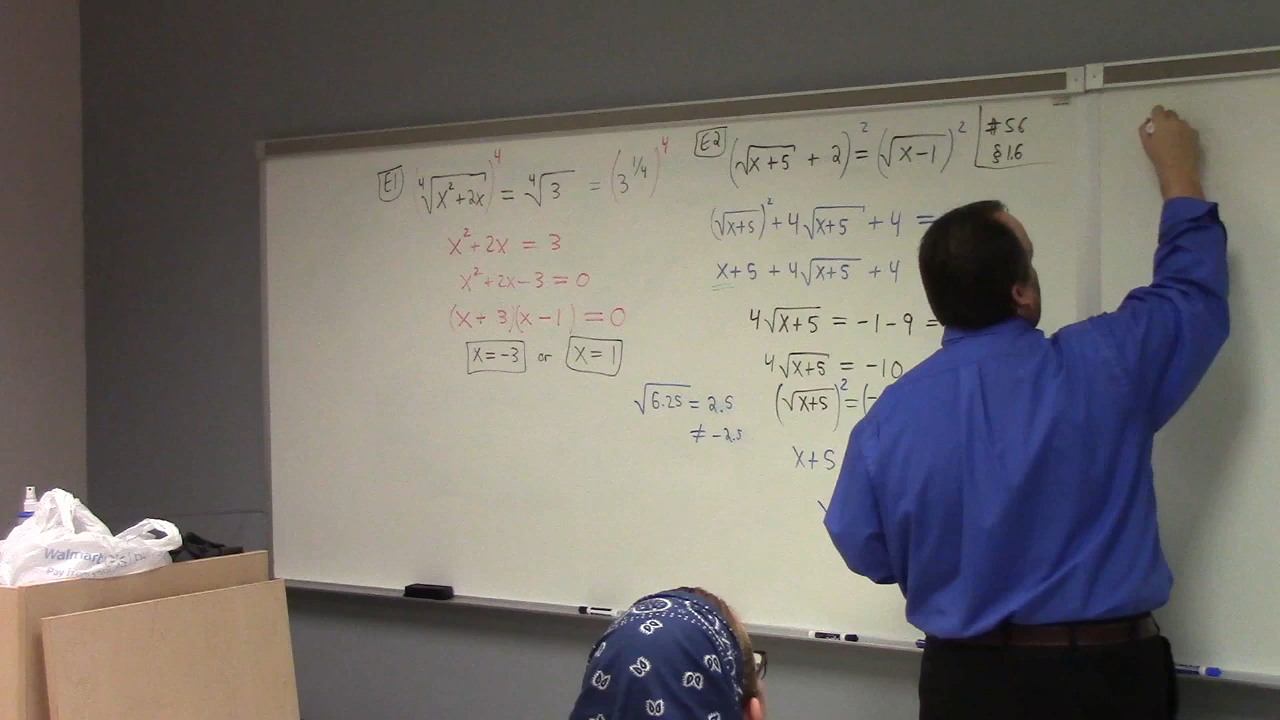 E1 (⁴√(x²+2x))⁴ = ⁴√3 = (3^(1/4))⁴
x²+2x = 3
x²+2x-3=0
(x+3)(x-1)=0
x=-3 or x=1
E2 (√(x+5) + 2)² = (√(x-1))²
#56
§1.6
(√(x+5))² + 4√(x+5) + 4 =
x+5 + 4√(x+5) + 4
4√(x+5) = -1-9 =
4√(x+5) = -10
(√(x+5))² = (-
x+5
√6.25 = 2.5
≠ -2.5
Walmart